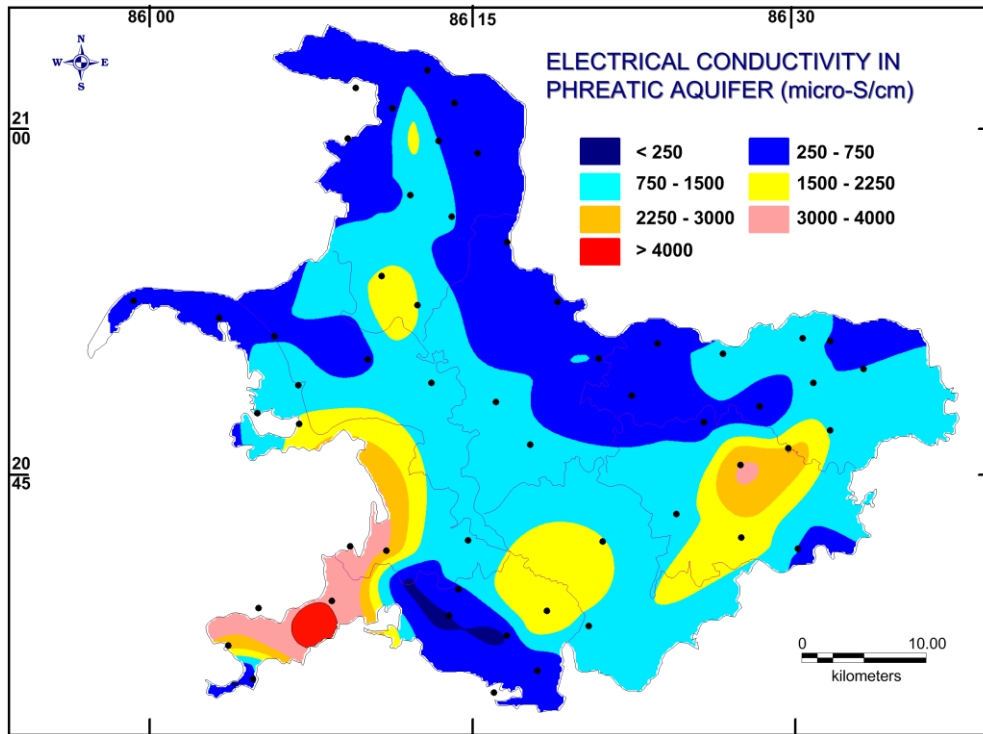 86 00
86 15
86 30
N
W E
S
ELECTRICAL CONDUCTIVITY IN
PHREATIC AQUIFER (micro-S/cm)
21
00
< 250
250 - 750
750 - 1500
1500 - 2250
2250 - 3000
3000 - 4000
> 4000
20
45
0 10.00
kilometers